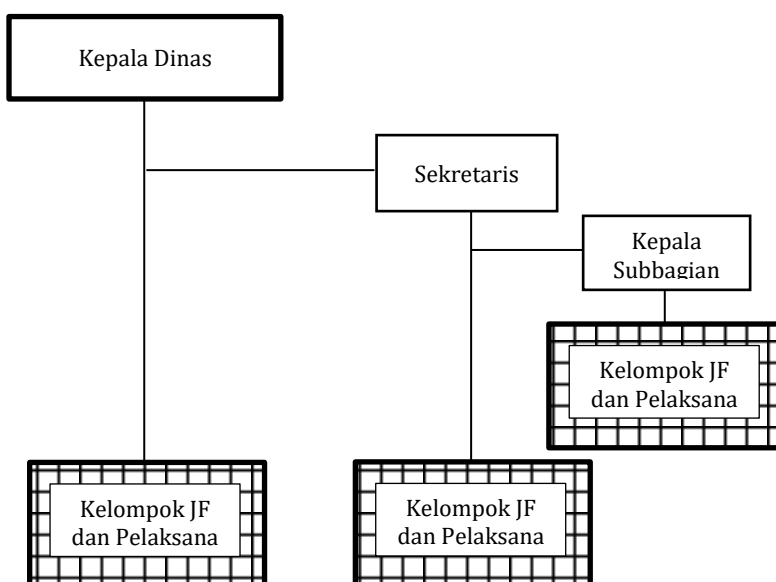 Kepala Dinas
Sekretaris
Kepala
Subbagian
Kelompok JF
dan Pelaksana
Kelompok JF
dan Pelaksana
Kelompok JF
dan Pelaksana